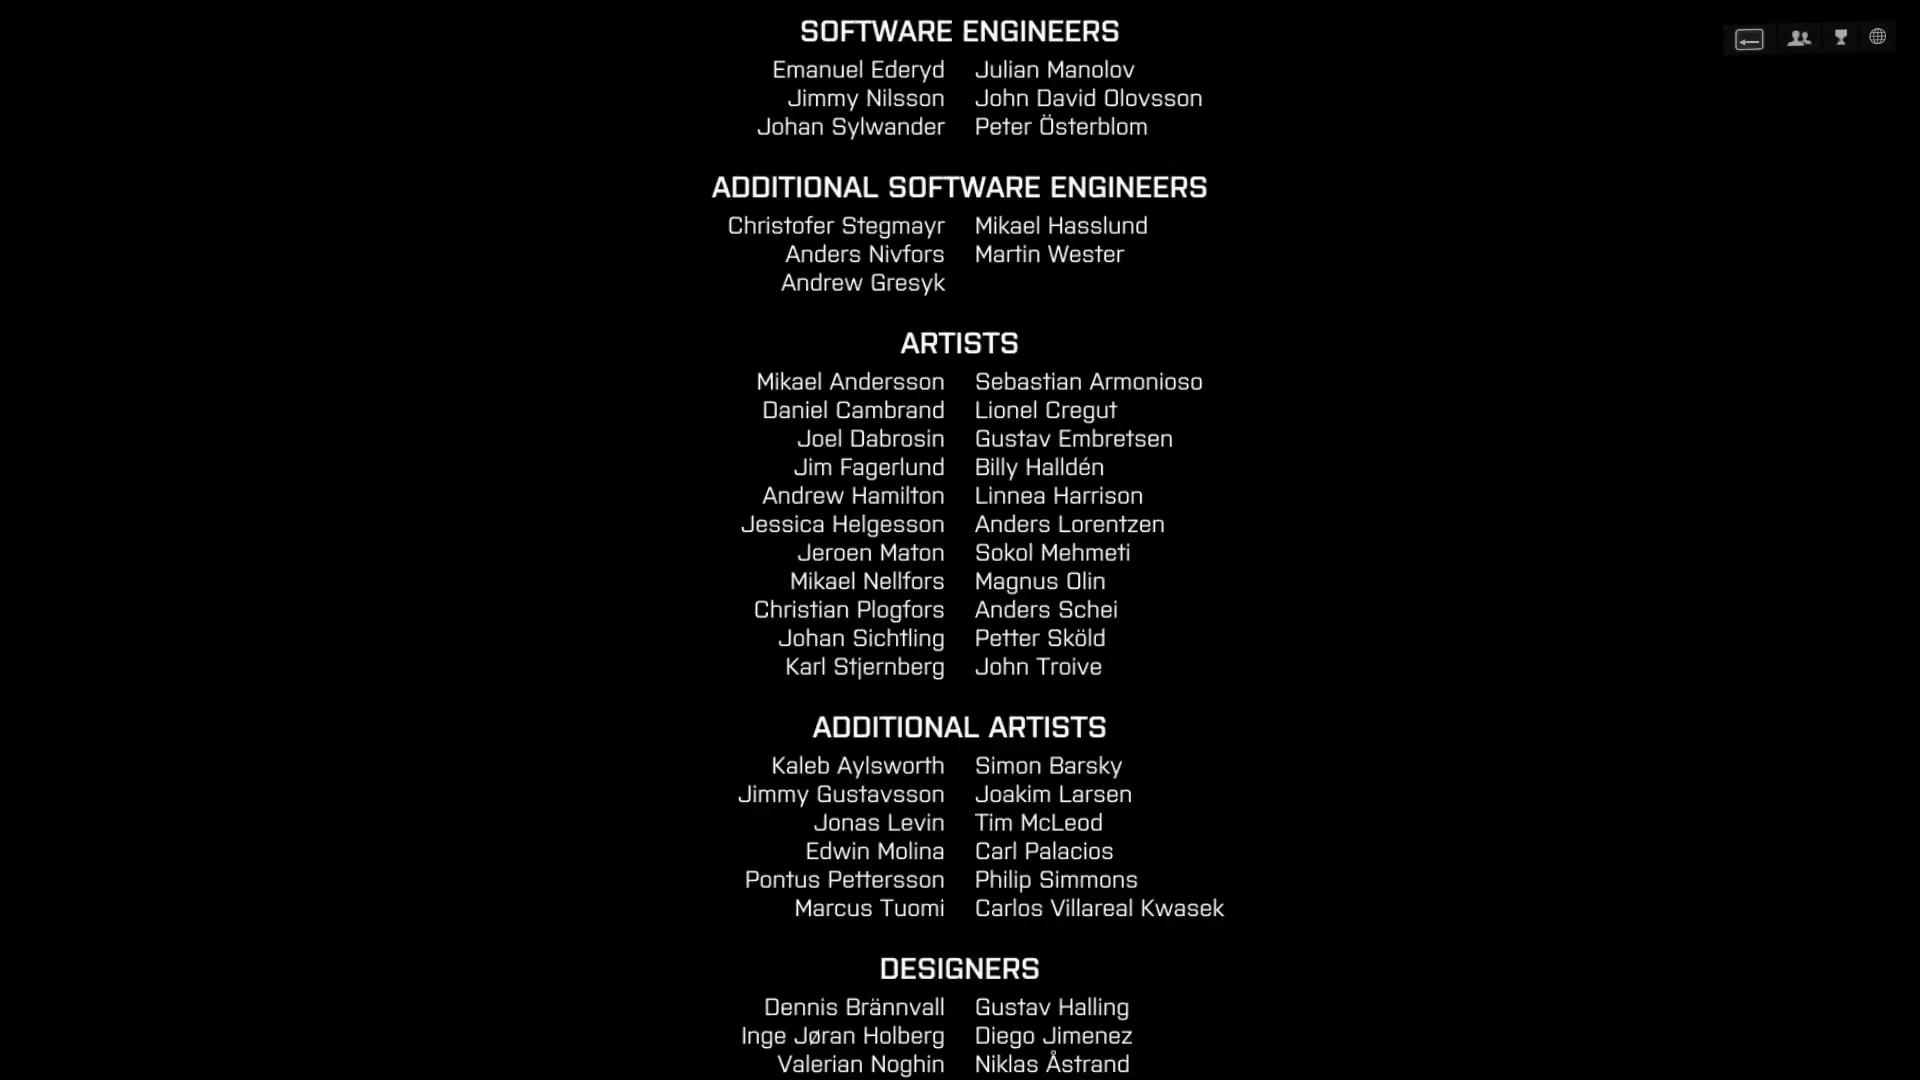 SOFTWARE ENGINEERS
Emanuel Ederyd Julian Manolov
Jimmy Nilsson John David Olovsson
Johan Sylwander Peter Österblom
ADDITIONAL SOFTWARE ENGINEERS
Christofer Stegmayr Mikael Hasslund
Anders Nivfors Martin Wester
Andrew Gresyk
ARTISTS
Mikael Andersson Sebastian Armonioso
Daniel Cambrand Lionel Cregut
Joel Dabrosin Gustav Embretsen
Jim Fagerlund Billy Halldén
Andrew Hamilton Linnea Harrison
Jessica Helgesson Anders Lorentzen
Jeroen Maton Sokol Mehmeti
Mikael Nellfors Magnus Olin
Christian Plogfors Anders Schei
Johan Sichtling Petter Sköld
Karl Stjernberg John Troive
ADDITIONAL ARTISTS
Kaleb Aylsworth Simon Barsky
Jimmy Gustavsson Joakim Larsen
Jonas Levin Tim McLeod
Edwin Molina Carl Palacios
Pontus Pettersson Philip Simmons
Marcus Tuomi Carlos Villareal Kwasek
DESIGNERS
Dennis Brännvall Gustav Halling
Inge Jøran Holberg Diego Jimenez
Valerian Noghin Niklas Åstrand